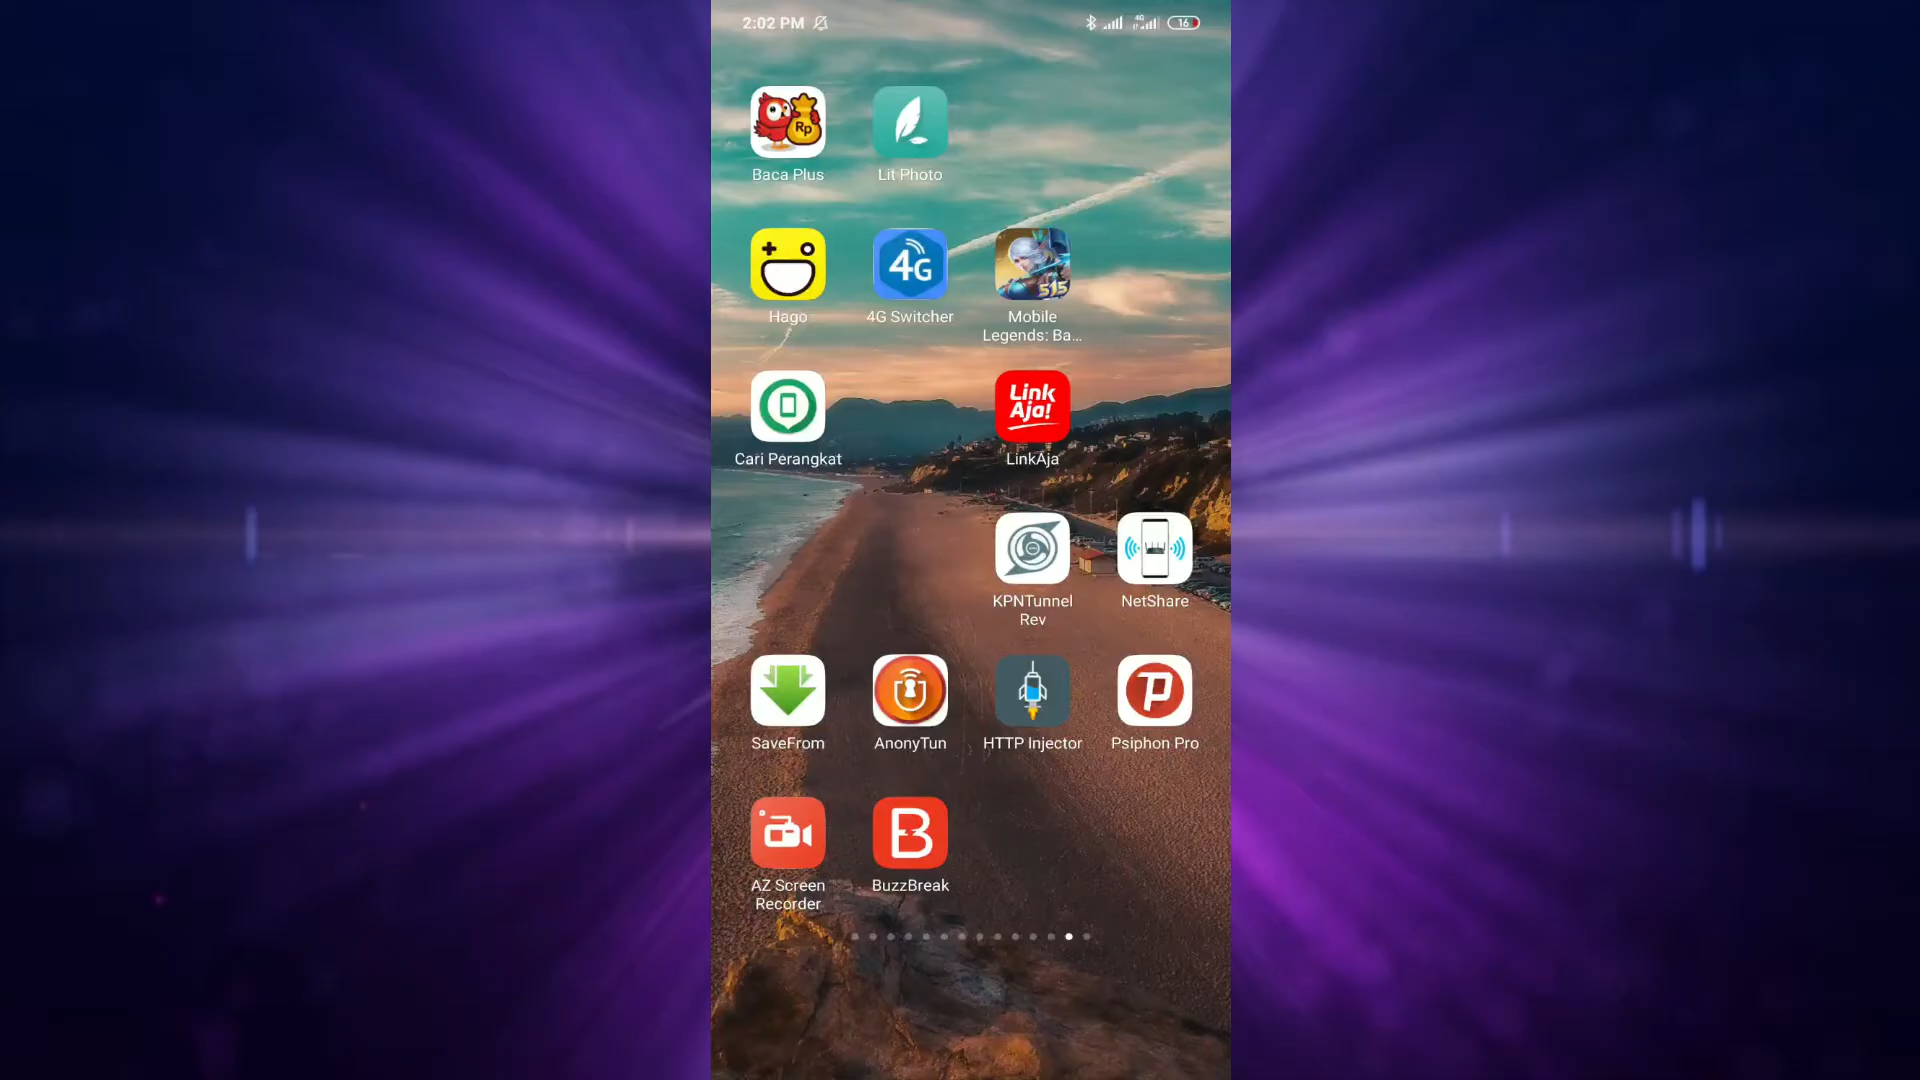 2:02 PM
4G
16
Rp
Baca Plus
Lit Photo
4G
515
Hago
4G Switcher
Mobile
Legends: Ba...
Link
Aja!
Cari Perangkat
LinkAja
KPNTunnel
Rev
NetShare
SaveFrom
AnonyTun
HTTP Injector
Psiphon Pro
B
AZ Screen
Recorder
BuzzBreak